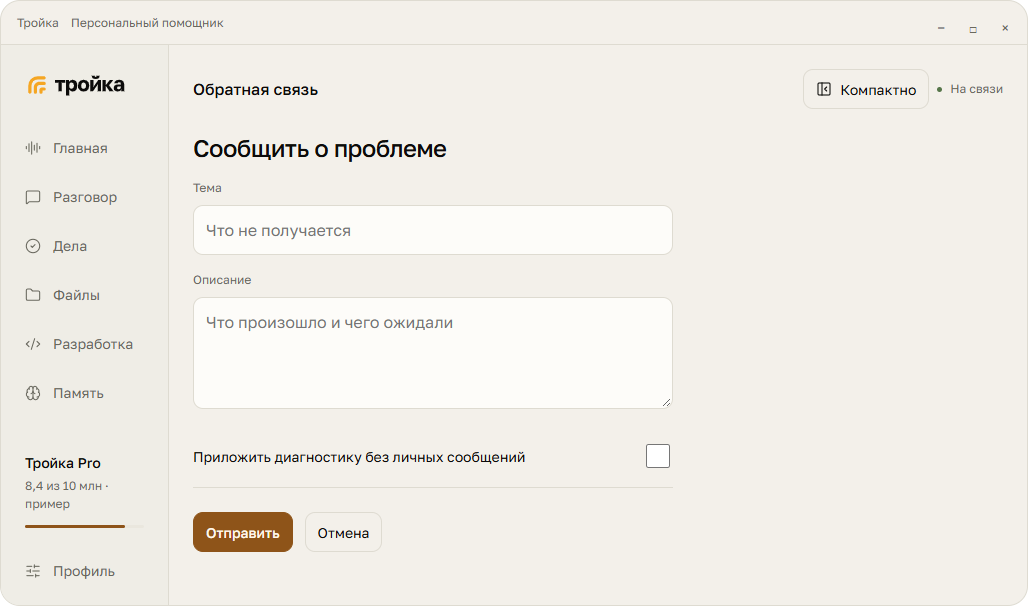 Тройка Персональный помощник
тройка
Главная
Разговор
Дела
Файлы
Разработка
Память
Тройка Pro
8,4 из 10 млн ·
пример
Профиль
Обратная связь
Компактно
На связи
Сообщить о проблеме
Тема
Что не получается
Описание
Что произошло и чего ожидали
Приложить диагностику без личных сообщений
Отправить
Отмена